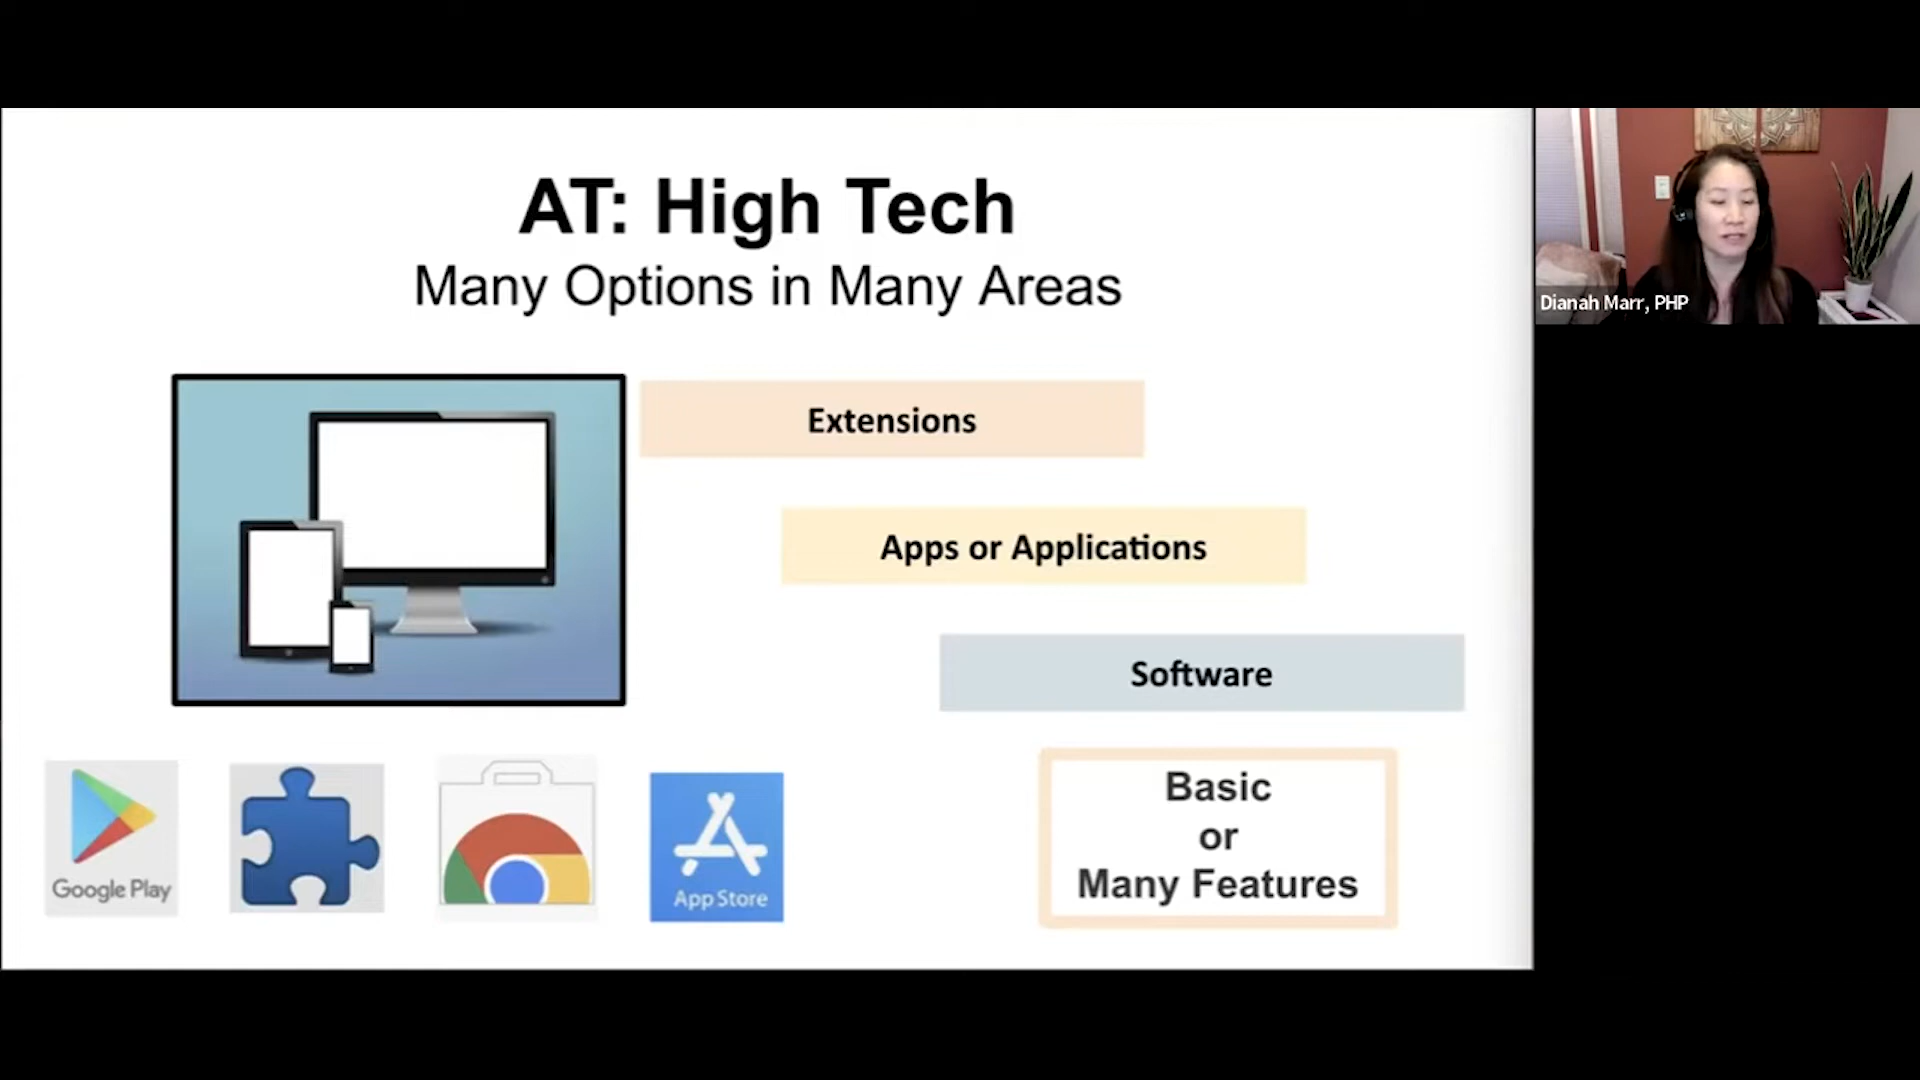 AT: High Tech
Many Options in Many Areas
Extensions
Apps or Applications
Software
Basic
or
Many Features
Google Play
App Store
Dianah Marr, PHP